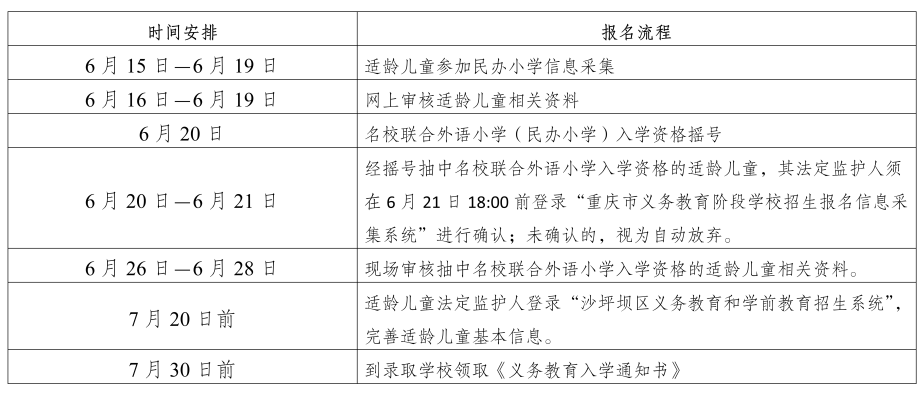 时间安排 报名流程
6 月 15 日—6 月 19 日 适龄儿童参加民办小学信息采集
6 月 16 日—6 月 19 日 网上审核适龄儿童相关资料
6 月 20 日 名校联合外语小学（民办小学）入学资格摇号
6 月 20 日—6 月 21 日 经摇号抽中名校联合外语小学入学资格的适龄儿童，其法定监护人须
在 6 月 21 日 18:00 前登录“重庆市义务教育阶段学校招生报名信息采
集系统”进行确认；未确认的，视为自动放弃。
6 月 26 日—6 月 28 日 现场审核抽中名校联合外语小学入学资格的适龄儿童相关资料。
7 月 20 日前 适龄儿童法定监护人登录“沙坪坝区义务教育和学前教育招生系统”，
完善适龄儿童基本信息。
7 月 30 日前 到录取学校领取《义务教育入学通知书》